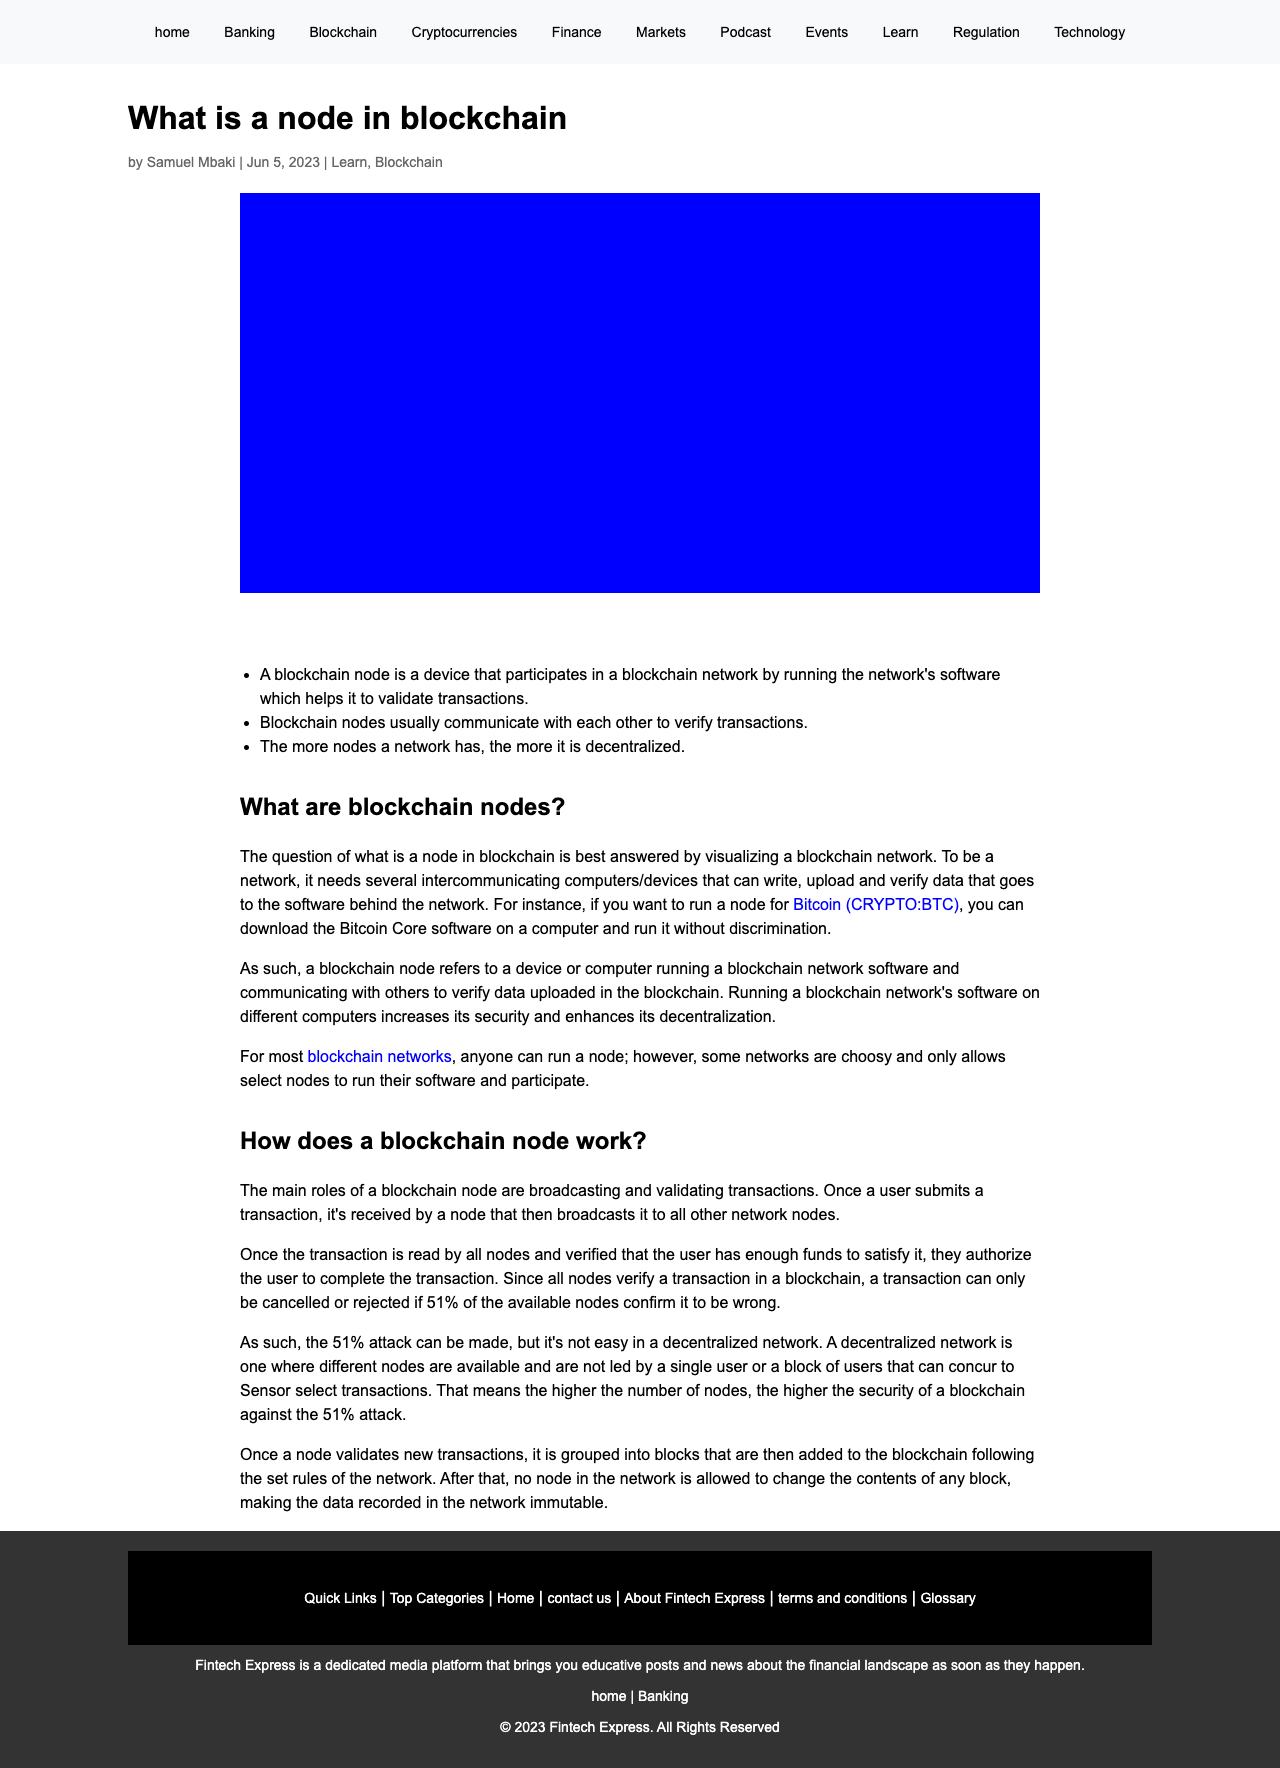 home Banking Blockchain Cryptocurrencies Finance Markets Podcast Events Learn Regulation Technology
What is a node in blockchain
by Samuel Mbaki | Jun 5, 2023 | Learn, Blockchain
• A blockchain node is a device that participates in a blockchain network by running the network's software
which helps it to validate transactions.
• Blockchain nodes usually communicate with each other to verify transactions.
• The more nodes a network has, the more it is decentralized.
What are blockchain nodes?
The question of what is a node in blockchain is best answered by visualizing a blockchain network. To be a
network, it needs several intercommunicating computers/devices that can write, upload and verify data that goes
to the software behind the network. For instance, if you want to run a node for Bitcoin (CRYPTO:BTC), you can
download the Bitcoin Core software on a computer and run it without discrimination.
As such, a blockchain node refers to a device or computer running a blockchain network software and
communicating with others to verify data uploaded in the blockchain. Running a blockchain network's software on
different computers increases its security and enhances its decentralization.
For most blockchain networks, anyone can run a node; however, some networks are choosy and only allows
select nodes to run their software and participate.
How does a blockchain node work?
The main roles of a blockchain node are broadcasting and validating transactions. Once a user submits a
transaction, it's received by a node that then broadcasts it to all other network nodes.
Once the transaction is read by all nodes and verified that the user has enough funds to satisfy it, they authorize
the user to complete the transaction. Since all nodes verify a transaction in a blockchain, a transaction can only
be cancelled or rejected if 51% of the available nodes confirm it to be wrong.
As such, the 51% attack can be made, but it's not easy in a decentralized network. A decentralized network is
one where different nodes are available and are not led by a single user or a block of users that can concur to
Sensor select transactions. That means the higher the number of nodes, the higher the security of a blockchain
against the 51% attack.
Once a node validates new transactions, it is grouped into blocks that are then added to the blockchain following
the set rules of the network. After that, no node in the network is allowed to change the contents of any block,
making the data recorded in the network immutable.
Quick Links | Top Categories | Home | contact us | About Fintech Express | terms and conditions | Glossary
Fintech Express is a dedicated media platform that brings you educative posts and news about the financial landscape as soon as they happen.
home | Banking
© 2023 Fintech Express. All Rights Reserved